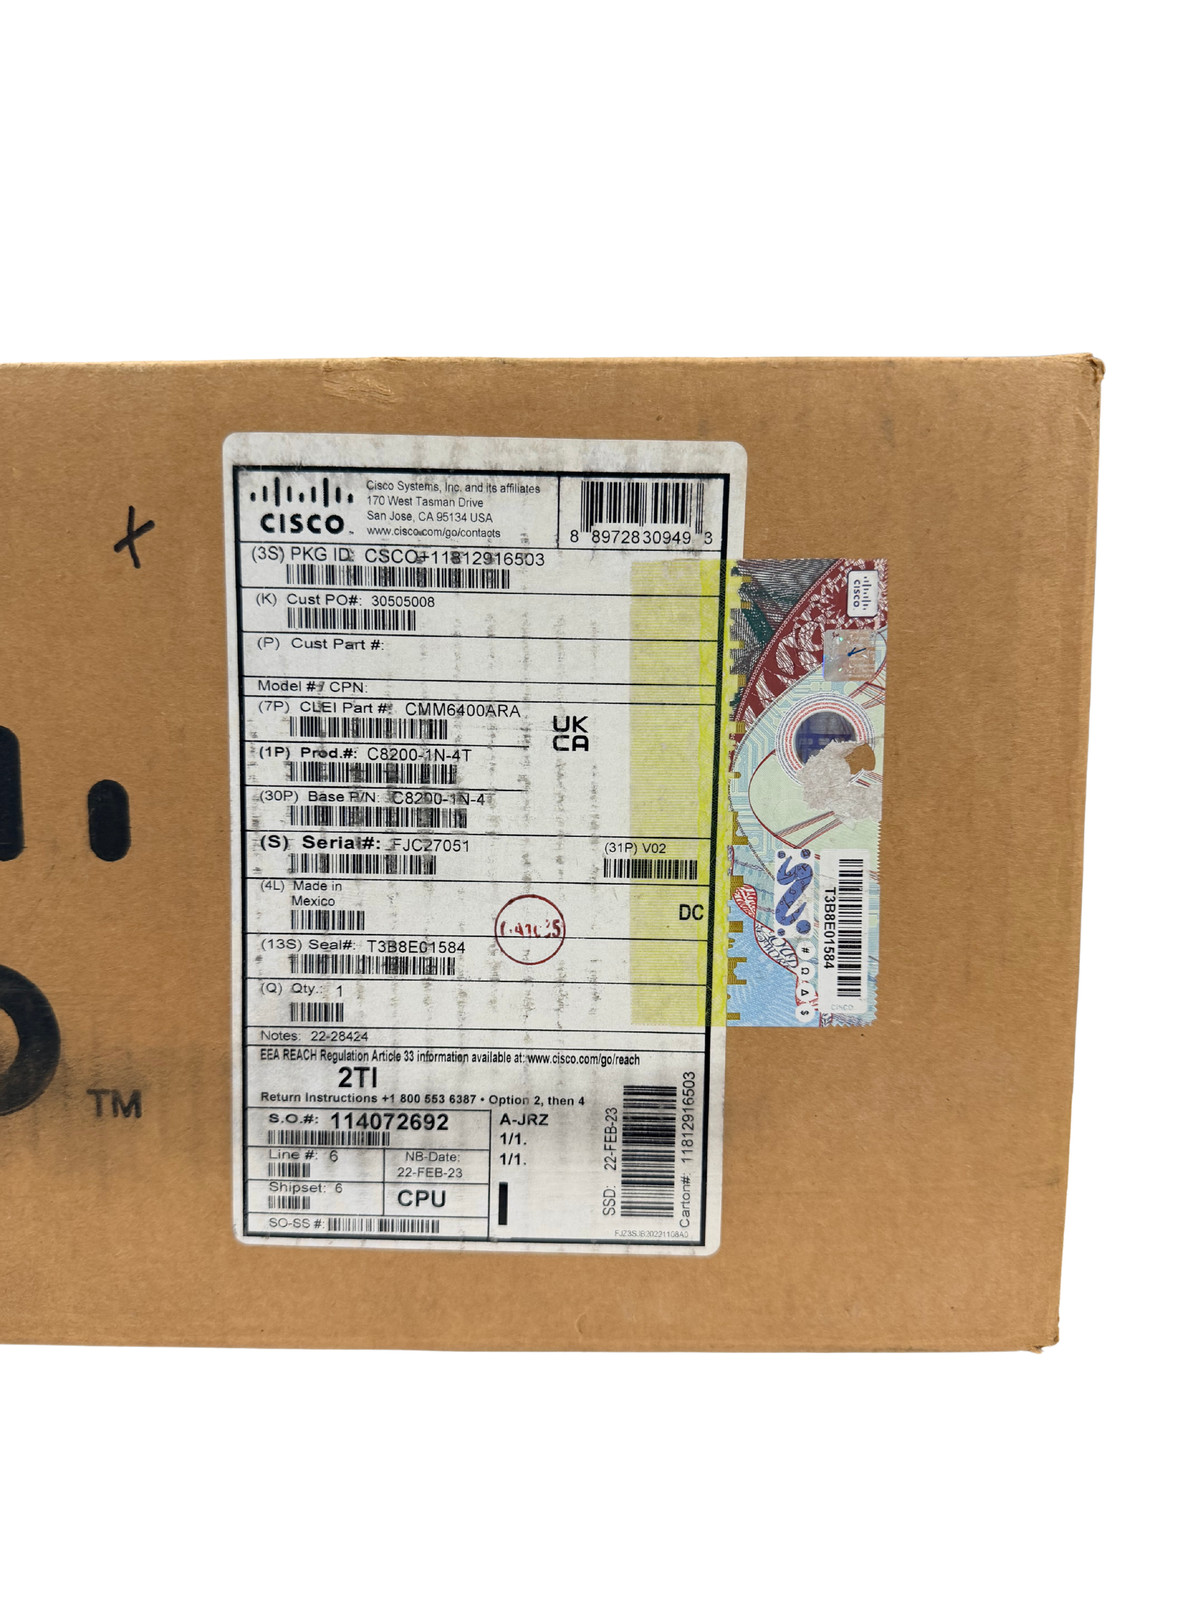 CISCO
Cisco Systems, Inc. and its affiliates
170 West Tasman Drive
San Jose, CA 95134 USA
www.cisco.com/go/contacts
8 8972830949 3
(3S) PKG ID: CSCO+11812916503
(K) Cust PO#: 30505008
(P) Cust Part #:
Model # / CPN:
(7P) CLEI Part #: CMM6400ARA
UK
CA
(1P) Prod.#: C8200-1N-4T
(30P) Base P/N: C8200-1N-4
(S) Serial#: FJC27051
(31P) V02
(4L) Made in
Mexico
DC
(13S) Seal#: T3B8E01584
(Q) Qty.: 1
Notes: 22-28424
EEA REACH Regulation Article 33 information available at: www.cisco.com/go/reach
2TI
Return Instructions +1 800 553 6387 • Option 2, then 4
S.O.#: 114072692
A-JRZ
1/1.
1/1.
Line #: 6
NB-Date:
22-FEB-23
Shipset: 6
CPU
SO-SS #:
SSD: 22-FEB-23
Carton#: 11812916503
CISCO
T3B8E01584
# Ω Δ $
TM